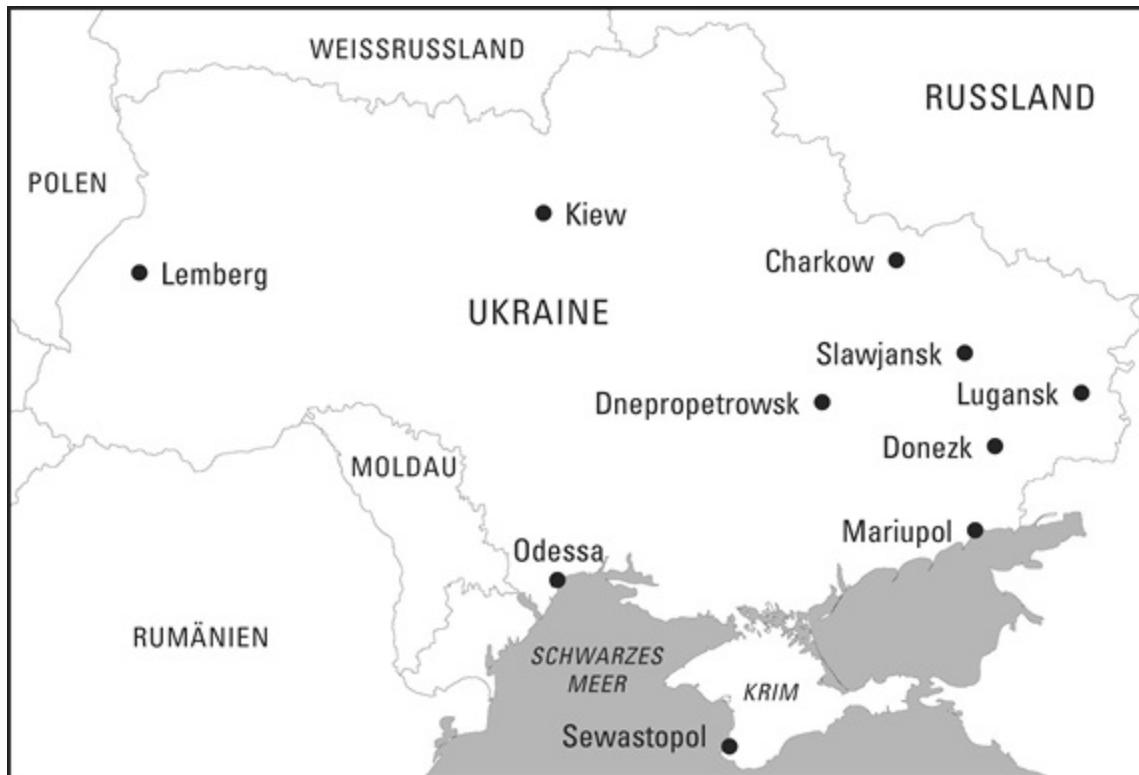 WEISSRUSSLAND
RUSSLAND
POLEN
Kiew
Charkow
Lemberg
UKRAINE
Slawjansk
Lugansk
Dnepropetrowsk
Donezk
MOLDAU
Mariupol
Odessa
RUMÄNIEN
SCHWARZES
MEER
KRIM
Sewastopol